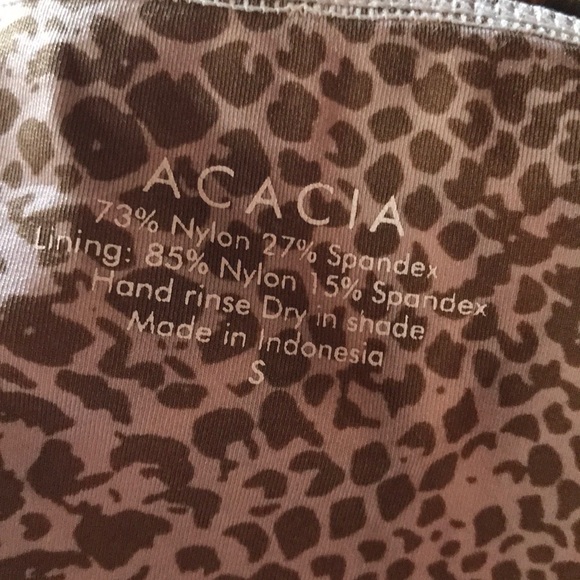 ACACIA
73% Nylon 27% Spandex
Lining: 85% Nylon 15% Spandex
Hand rinse Dry in shade
Made in Indonesia
S